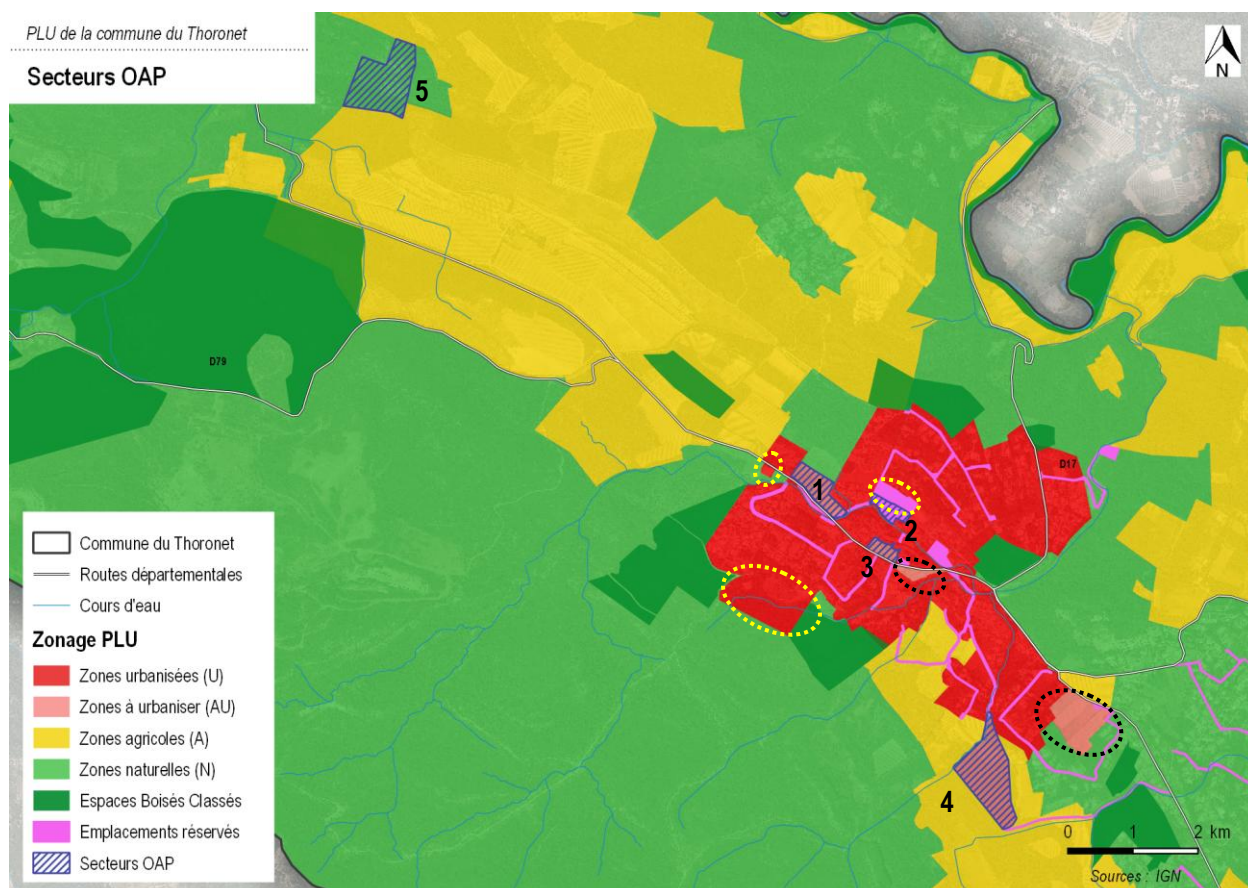 PLU de la commune du Thoronet
Secteurs OAP
N
5
D79
D17
1
2
3
4
Commune du Thoronet
Routes départementales
Cours d'eau
Zonage PLU
Zones urbanisées (U)
Zones à urbaniser (AU)
Zones agricoles (A)
Zones naturelles (N)
Espaces Boisés Classés
Emplacements réservés
Secteurs OAP
0 1 2 km
Sources : IGN